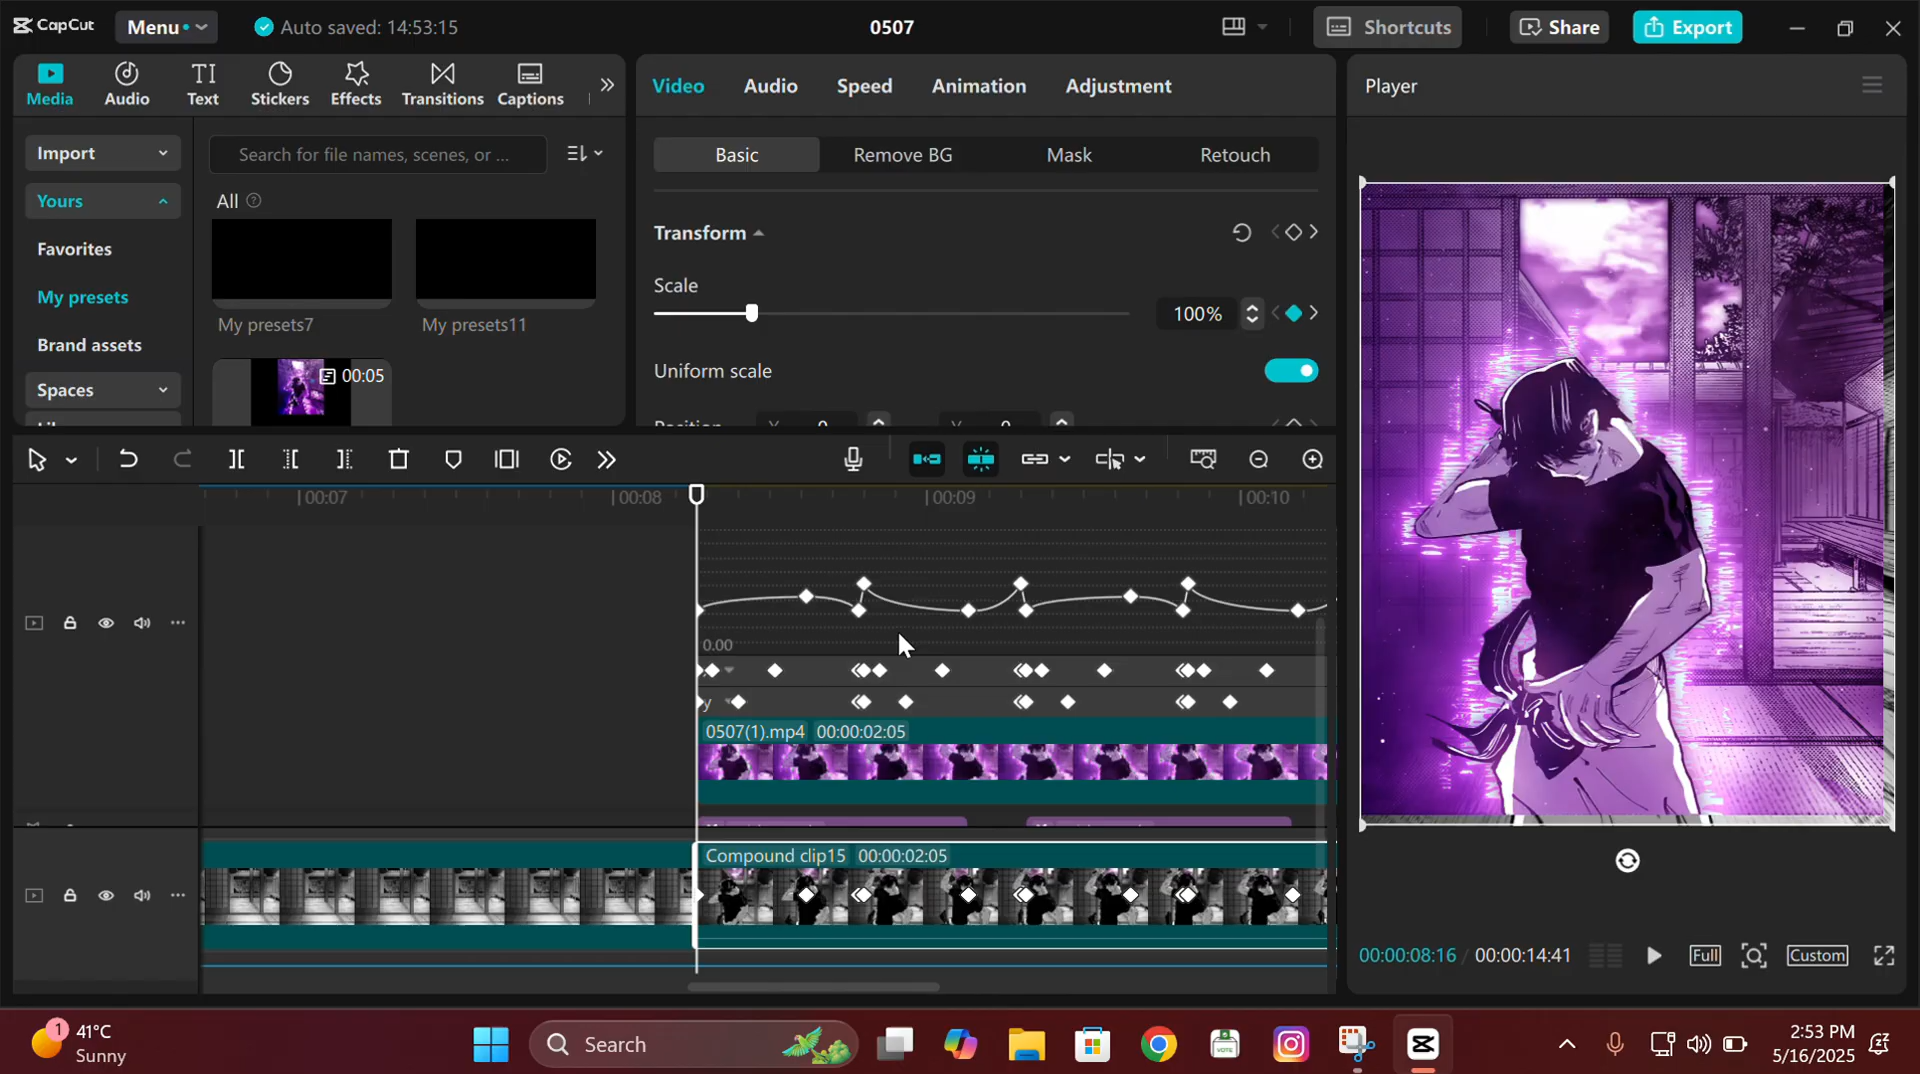 CapCut
Menu
Auto saved: 14:53:15
0507
Shortcuts
Share
Export
Media
Audio
Text
Stickers
Effects
Transitions
Captions
Import
Yours
Favorites
My presets
Brand assets
Spaces
Search for file names, scenes, or ...
All
My presets7
My presets11
00:05
Video
Audio
Speed
Animation
Adjustment
Basic
Remove BG
Mask
Retouch
Transform
Scale
100%
Uniform scale
Player
00:07
00:08
00:09
00:10
0.00
y
0507(1).mp4 00:00:02:05
Compound clip15 00:00:02:05
00:00:08:16 / 00:00:14:41
Full
Custom
1
41°C
Sunny
Search
VOTE
2:53 PM
5/16/2025